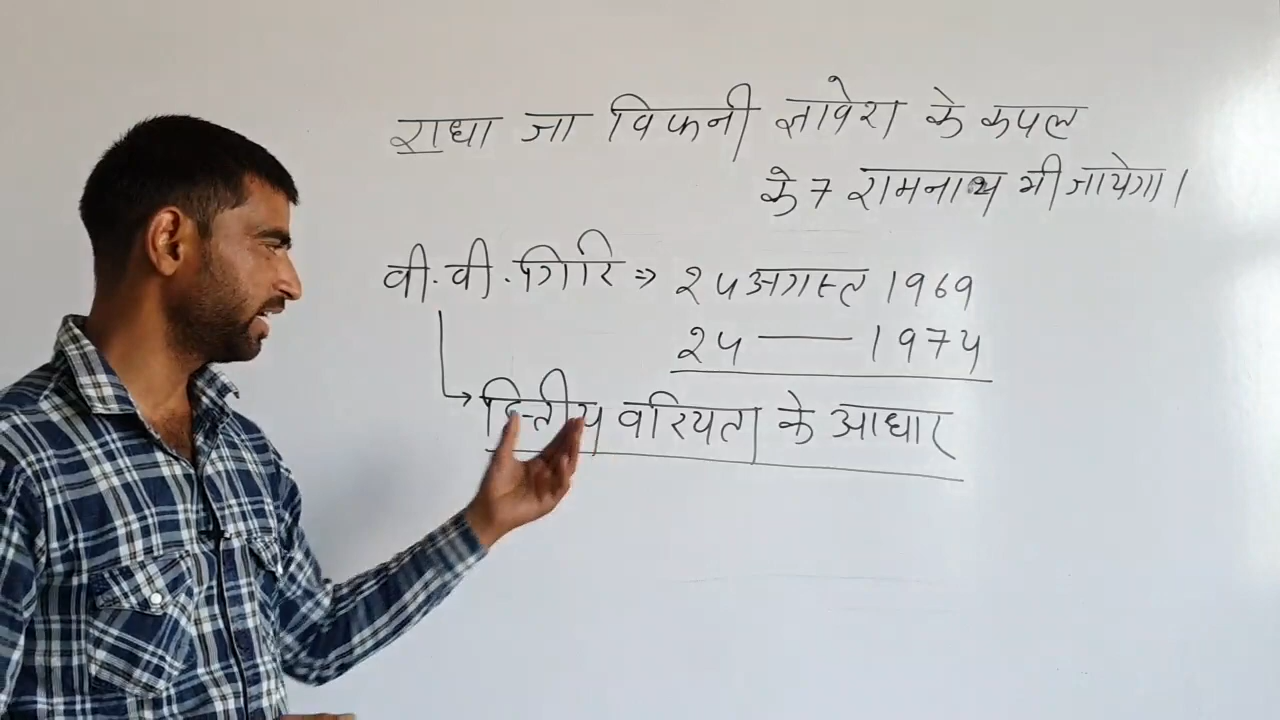 राधा जा विफनी ज्ञावेरा के कपल
के 7 रामनाथ भी जायेगा।
वी.वी.गिरि ⇒ 24 अगस्त 1969
24 —— 1974
द्वितीय वरियता के आधार